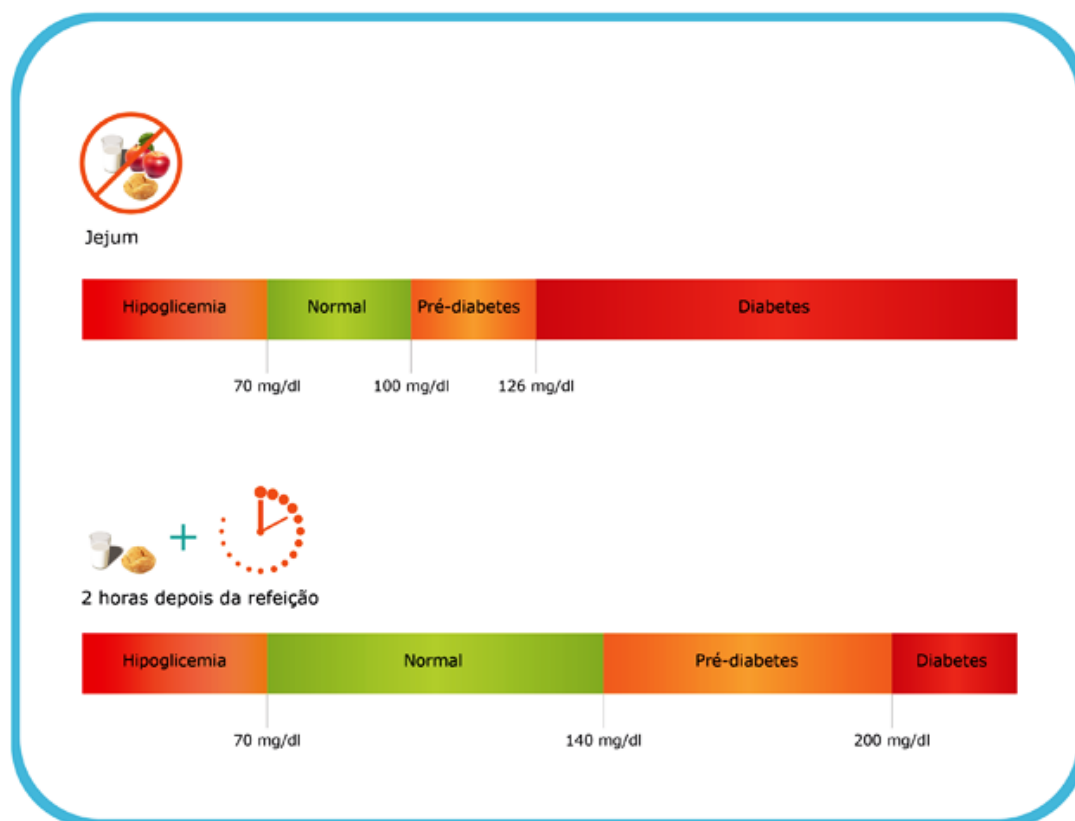 Jejum
Hipoglicemia Normal Pré-diabetes Diabetes
70 mg/dl 100 mg/dl 126 mg/dl
2 horas depois da refeição
Hipoglicemia Normal Pré-diabetes Diabetes
70 mg/dl 140 mg/dl 200 mg/dl